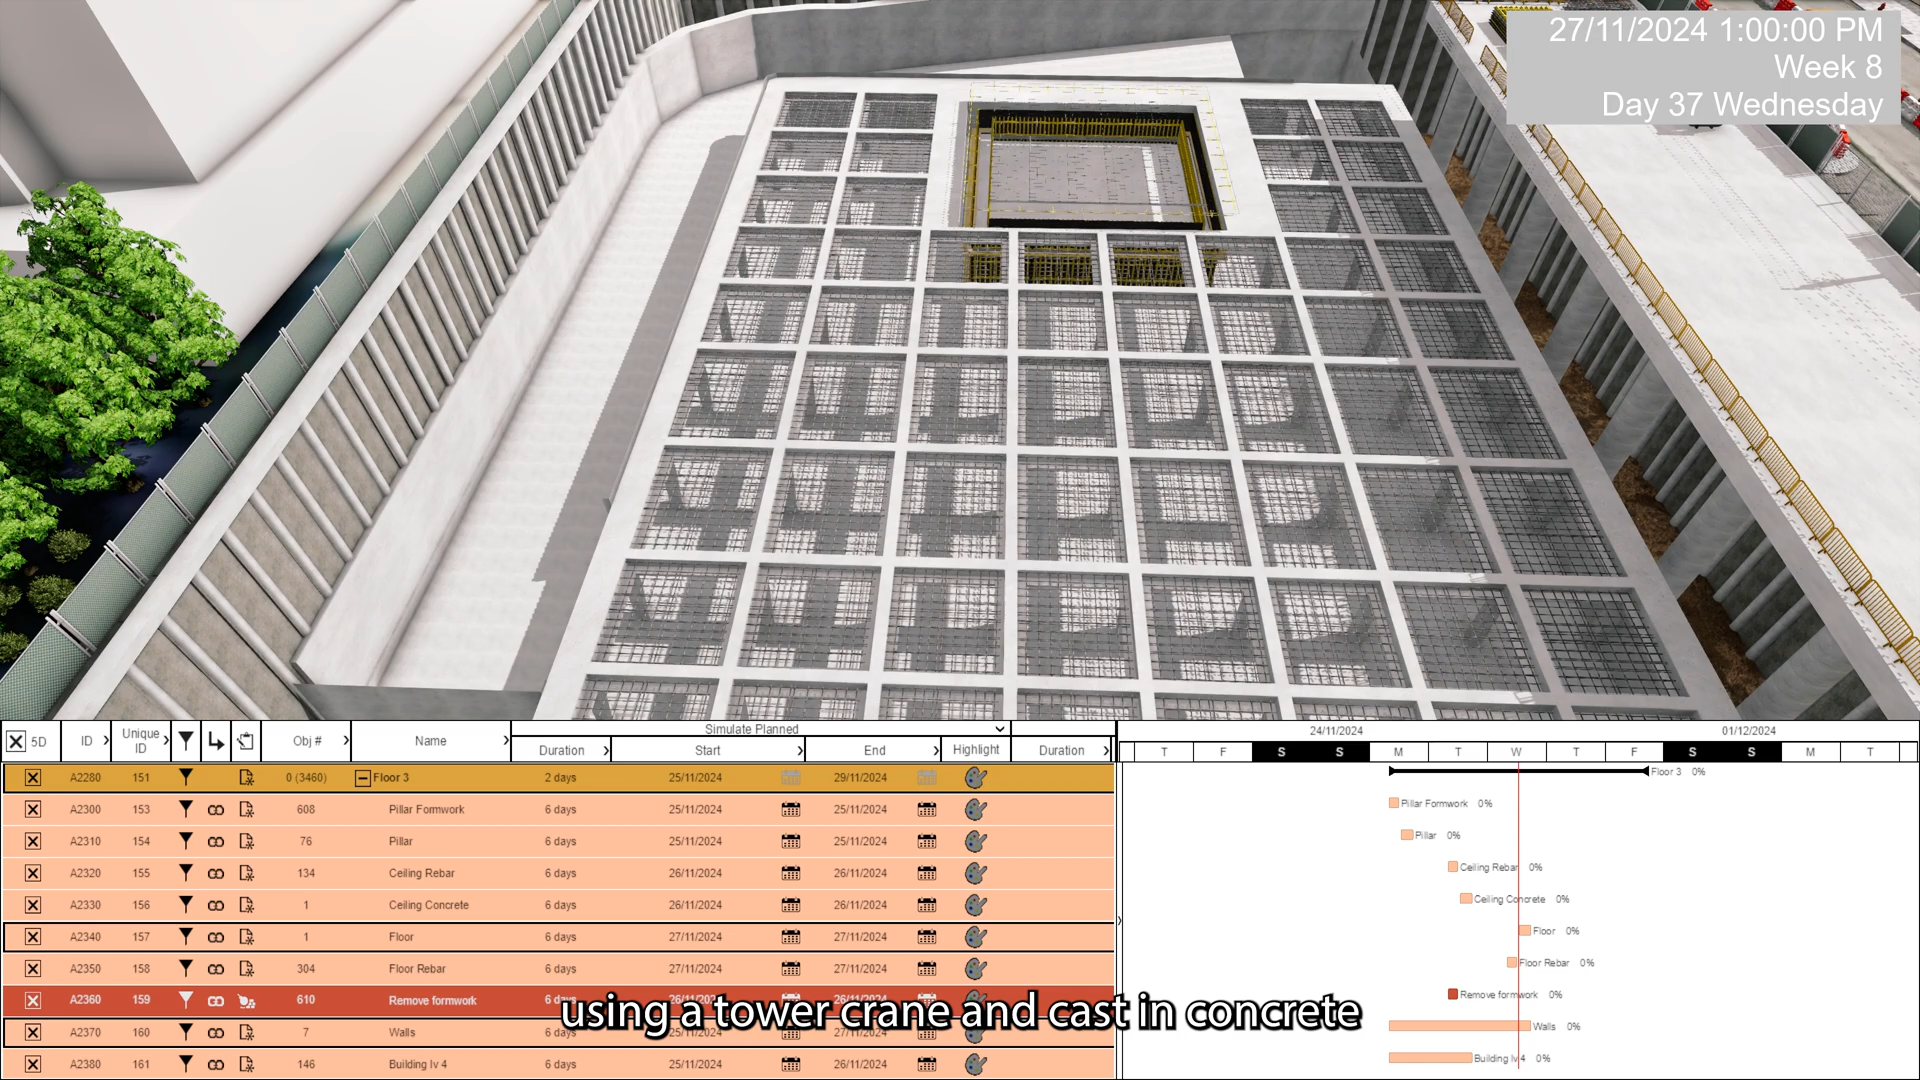 27/11/2024 1:00:00 PM
Week 8
Day 37 Wednesday
5D ID Unique ID Obj # Name Simulate Planned
Duration Start End Highlight Duration
24/11/2024 01/12/2024
T F S S M T W T F S S M T
A2280 151 0 (3460) Floor 3 2 days 25/11/2024 29/11/2024 Floor 3 0%
A2300 153 608 Pillar Formwork 6 days 25/11/2024 25/11/2024 Pillar Formwork 0%
A2310 154 76 Pillar 6 days 25/11/2024 25/11/2024 Pillar 0%
A2320 155 134 Ceiling Rebar 6 days 26/11/2024 26/11/2024 Ceiling Rebar 0%
A2330 156 1 Ceiling Concrete 6 days 26/11/2024 26/11/2024 Ceiling Concrete 0%
A2340 157 1 Floor 6 days 27/11/2024 27/11/2024 Floor 0%
A2350 158 304 Floor Rebar 6 days 27/11/2024 27/11/2024 Floor Rebar 0%
A2360 159 610 Remove formwork Remove formwork 0%
using a tower crane and cast in concrete
A2370 160 7 Walls 6 days 25/11/2024 27/11/2024 Walls 0%
A2380 161 146 Building lv 4 6 days 25/11/2024 26/11/2024 Building lv 4 0%